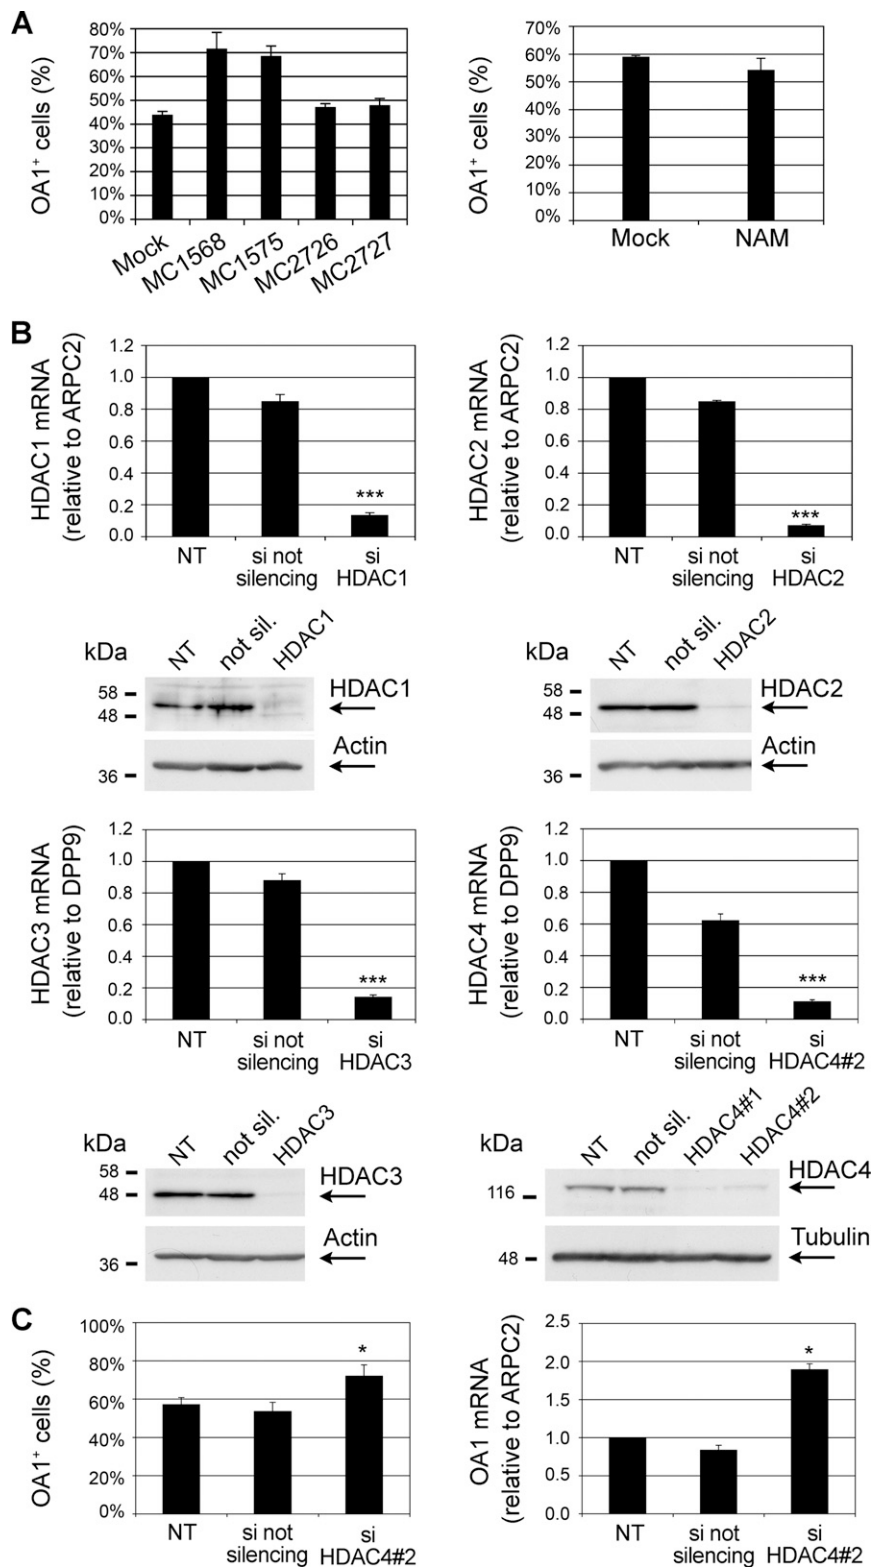 A
OA1⁺ cells (%)
80%
70%
60%
50%
40%
30%
20%
10%
0%
Mock
MC1568
MC1575
MC2726
MC2727
OA1⁺ cells (%)
70%
60%
50%
40%
30%
20%
10%
60%
70%
0%
Mock
NAM
B
HDAC1 mRNA
(relative to ARPC2)
1.2
1.0
0.8
0.6
0.4
0.2
0.0
***
NT
si not
silencing
si
HDAC1
HDAC2 mRNA
(relative to ARPC2)
1.2
1.0
0.8
0.6
0.4
0.2
0.0
***
NT
si not
silencing
si
HDAC2
kDa
NT
not sil.
HDAC1
58
48
HDAC1
36
Actin
kDa
NT
not sil.
HDAC2
58
48
HDAC2
36
Actin
HDAC3 mRNA
(relative to DPP9)
1.2
1.0
0.8
0.6
0.4
0.2
0.0
***
NT
si not
silencing
si
HDAC3
HDAC4 mRNA
(relative to DPP9)
1.2
1.0
0.8
0.6
0.4
0.2
0.0
***
NT
si not
silencing
si
HDAC4#2
kDa
NT
not sil.
HDAC3
58
48
HDAC3
36
Actin
kDa
NT
not sil.
HDAC4#1
HDAC4#2
116
HDAC4
48
Tubulin
C
OA1⁺ cells (%)
100%
80%
60%
40%
20%
0%
*
NT
si not
silencing
si
HDAC4#2
OA1 mRNA
(relative to ARPC2)
2.5
2.0
1.5
1.0
0.5
0.0
*
NT
si not
silencing
si
HDAC4#2